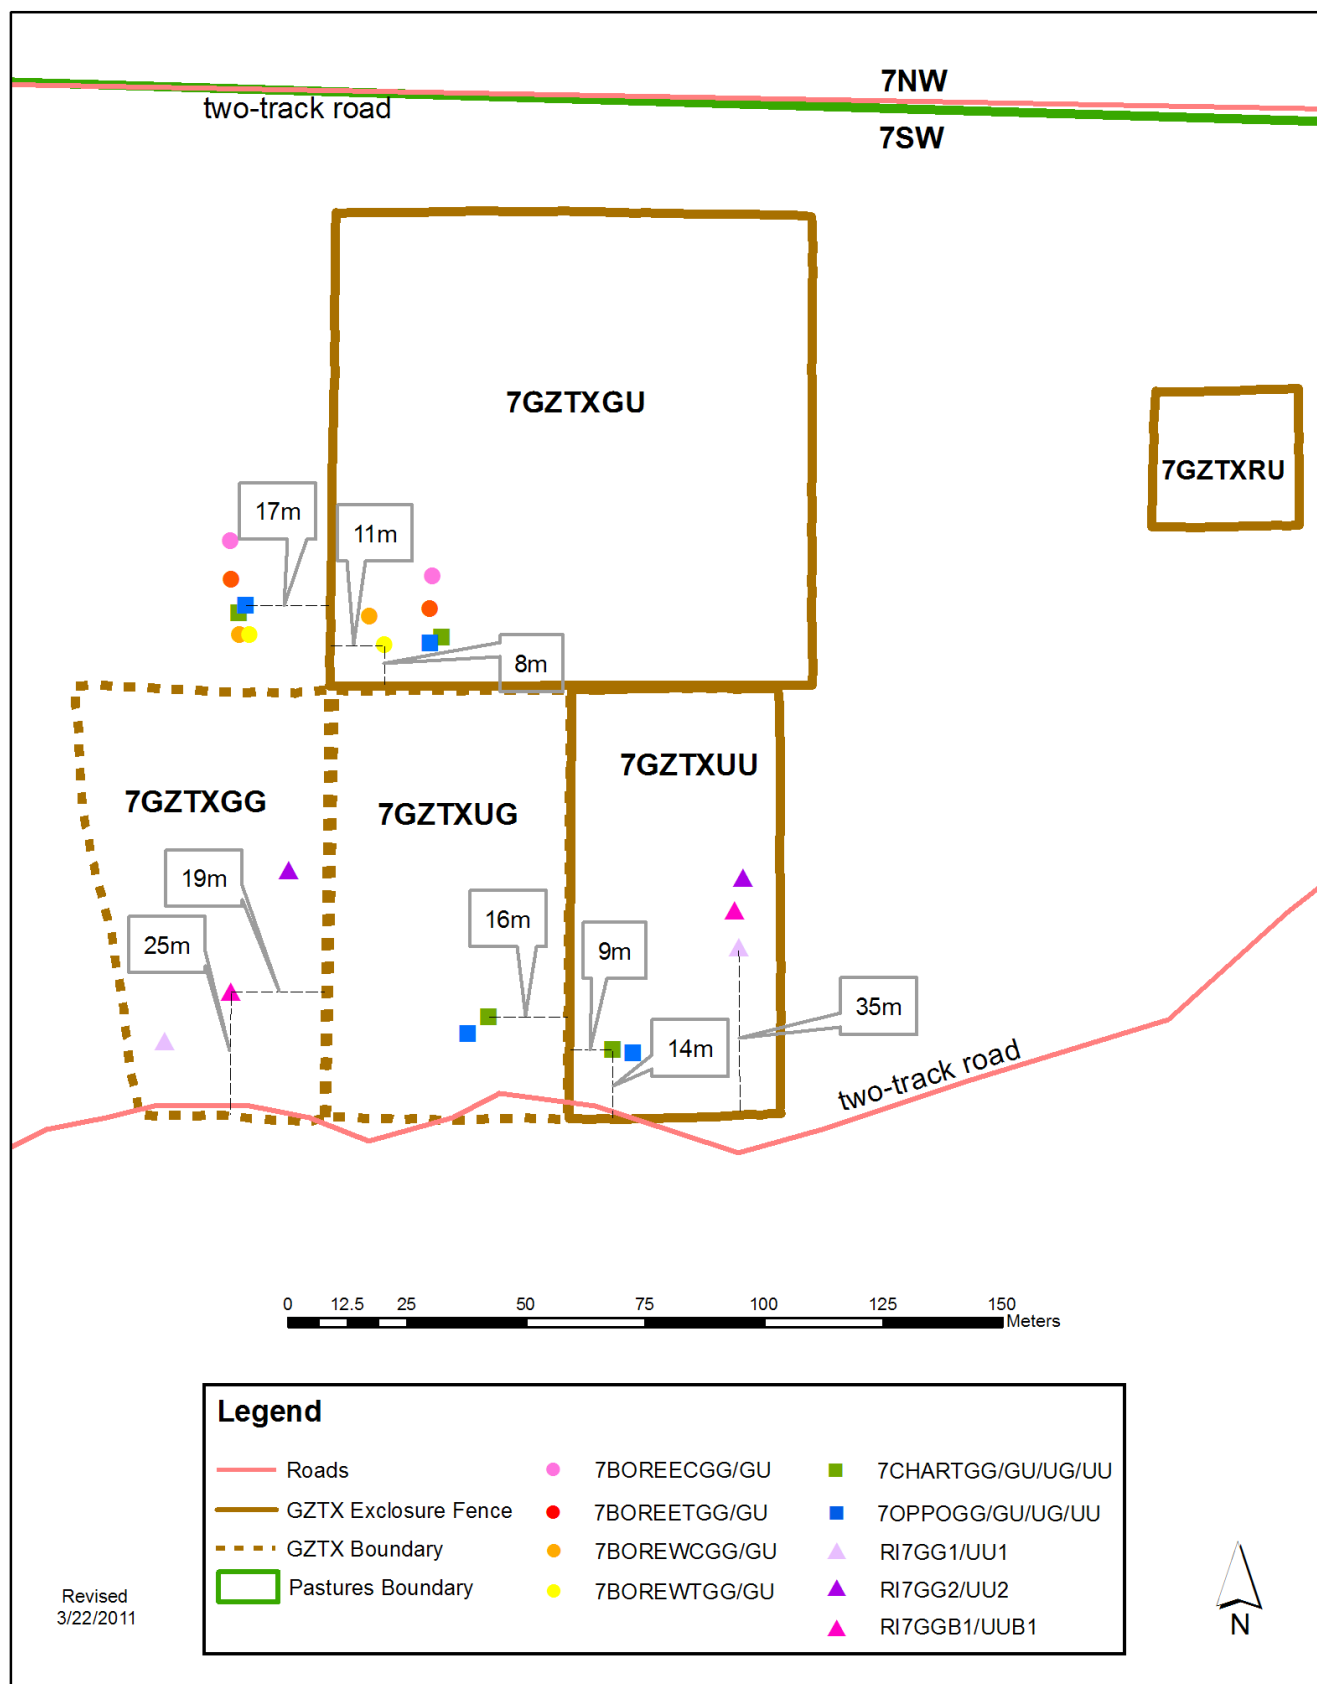 7NW
two-track road
7SW
7GZTXGU
7GZTXRU
17m
11m
8m
7GZTXUU
7GZTXGG
7GZTXUG
19m
16m
25m
9m
35m
14m
two-track road
0 12.5 25 50 75 100 125 150
Meters
Legend
Roads
GZTX Exclosure Fence
GZTX Boundary
Pastures Boundary
7BOREECGG/GU
7BOREETGG/GU
7BOREWCGG/GU
7BOREWTGG/GU
7CHARTGG/GU/UG/UU
7OPPOGG/GU/UG/UU
RI7GG1/UU1
RI7GG2/UU2
RI7GGB1/UUB1
Revised
3/22/2011
N